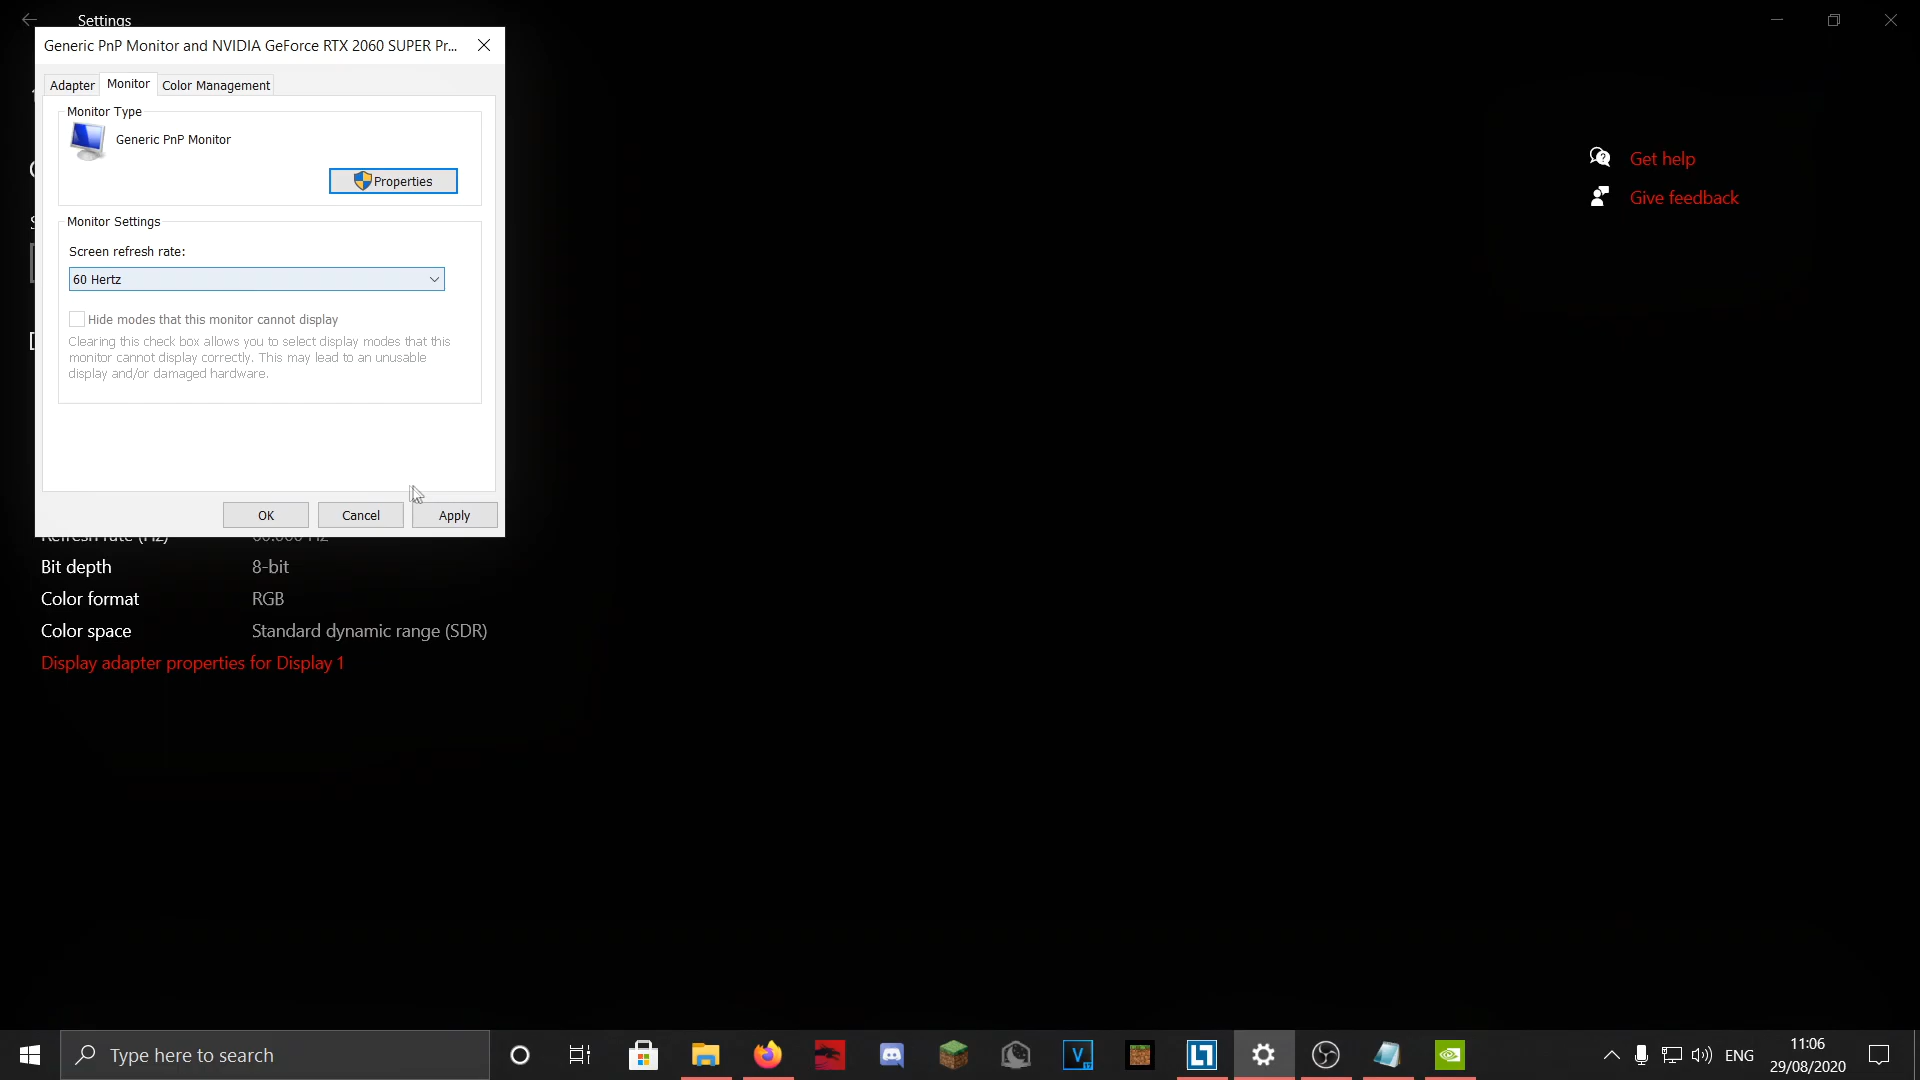 Settings
Generic PnP Monitor and NVIDIA GeForce RTX 2060 SUPER Pr...
Adapter
Monitor
Color Management
Monitor Type
Generic PnP Monitor
Properties
Get help
Give feedback
Monitor Settings
Screen refresh rate:
60 Hertz
Hide modes that this monitor cannot display
Clearing this check box allows you to select display modes that this
monitor cannot display correctly. This may lead to an unusable
display and/or damaged hardware.
OK
Cancel
Apply
Refresh rate (Hz)
Bit depth
8-bit
Color format
RGB
Color space
Standard dynamic range (SDR)
Display adapter properties for Display 1
Type here to search
ENG
11:06
29/08/2020